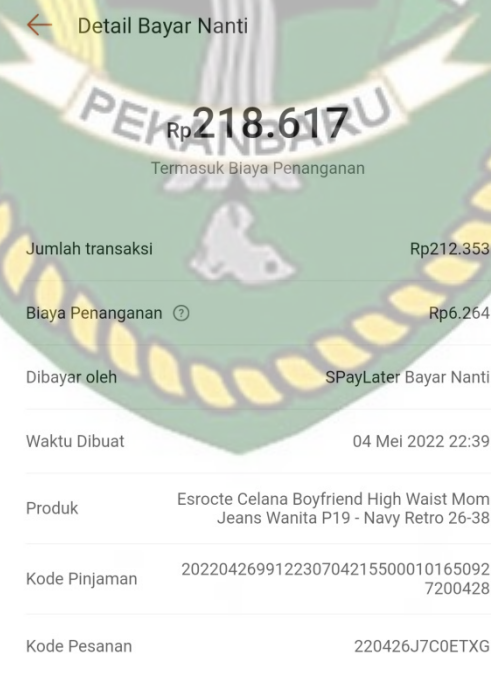 Detail Bayar Nanti
PEKANBARU
Rp218.617
Termasuk Biaya Penanganan
Jumlah transaksi Rp212.353
Biaya Penanganan ? Rp6.264
Dibayar oleh SPayLater Bayar Nanti
Waktu Dibuat 04 Mei 2022 22:39
Produk Esrocte Celana Boyfriend High Waist Mom
Jeans Wanita P19 - Navy Retro 26-38
Kode Pinjaman 202204269912230704215500010165092
7200428
Kode Pesanan 220426J7C0ETXG